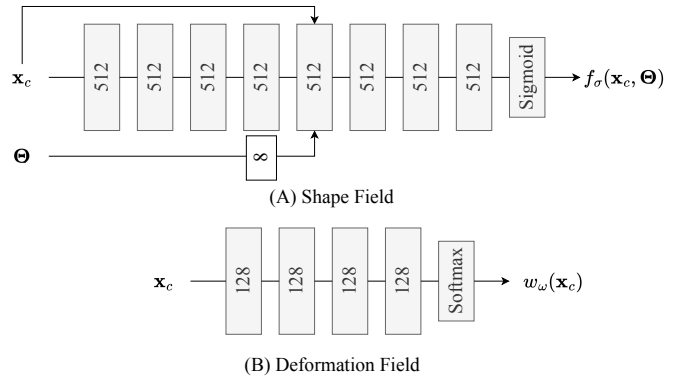 𝐱_c
512
512
512
512
512
512
512
512
Sigmoid
f_σ(𝐱_c, 𝚯)
𝚯
8
(A) Shape Field
𝐱_c
128
128
128
128
Softmax
w_ω(𝐱_c)
(B) Deformation Field